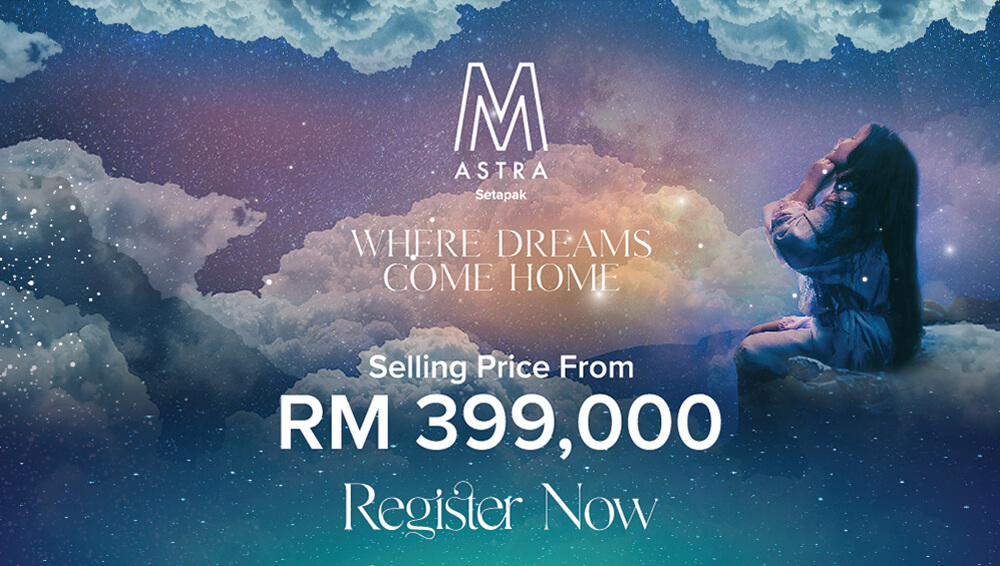 M
ASTRA
Setapak
WHERE DREAMS
COME HOME
Selling Price From
RM 399,000
Register Now